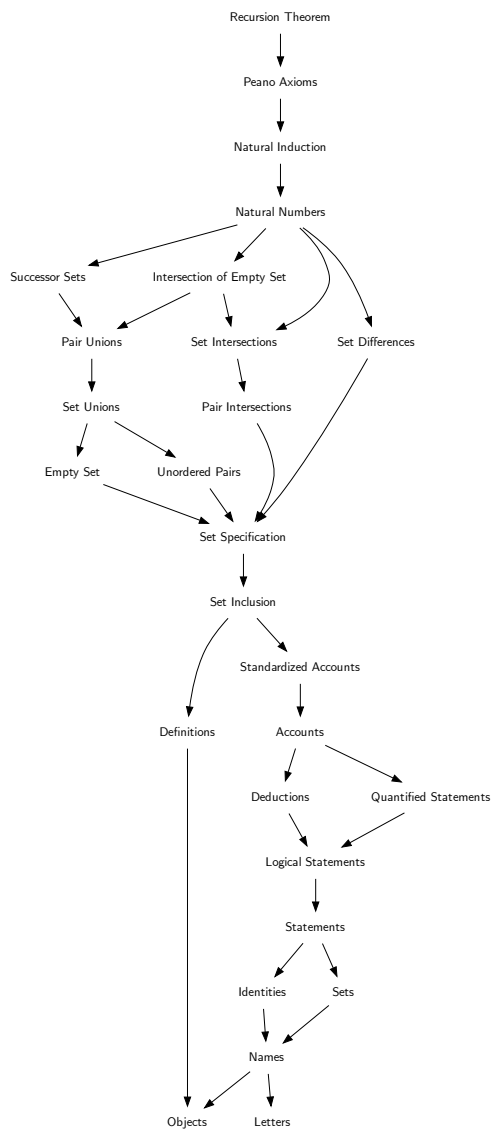 Recursion Theorem
Peano Axioms
Natural Induction
Natural Numbers
Successor Sets
Intersection of Empty Set
Pair Unions
Set Intersections
Set Differences
Set Unions
Pair Intersections
Empty Set
Unordered Pairs
Set Specification
Set Inclusion
Standardized Accounts
Definitions
Accounts
Deductions
Quantified Statements
Logical Statements
Statements
Identities
Sets
Names
Objects
Letters